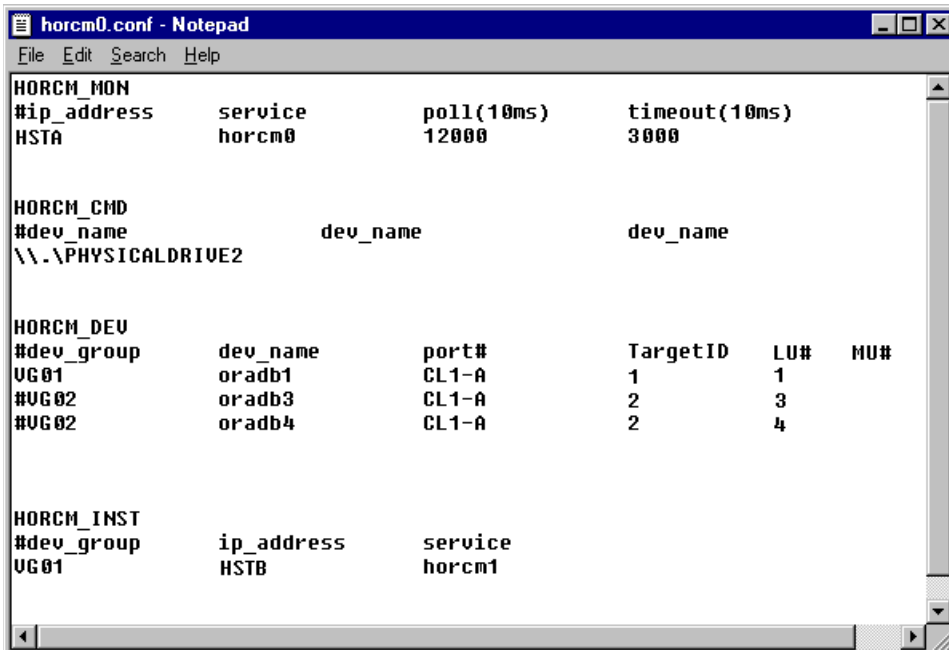 horcm0.conf - Notepad
File Edit Search Help
HORCM_MON
#ip_address service poll(10ms) timeout(10ms)
HSTA horcm0 12000 3000
HORCM_CMD
#dev_name dev_name dev_name
\\.\PHYSICALDRIVE2
HORCM_DEV
#dev_group dev_name port# TargetID LU# MU#
VG01 oradb1 CL1-A 1 1
#VG02 oradb3 CL1-A 2 3
#VG02 oradb4 CL1-A 2 4
HORCM_INST
#dev_group ip_address service
VG01 HSTB horcm1